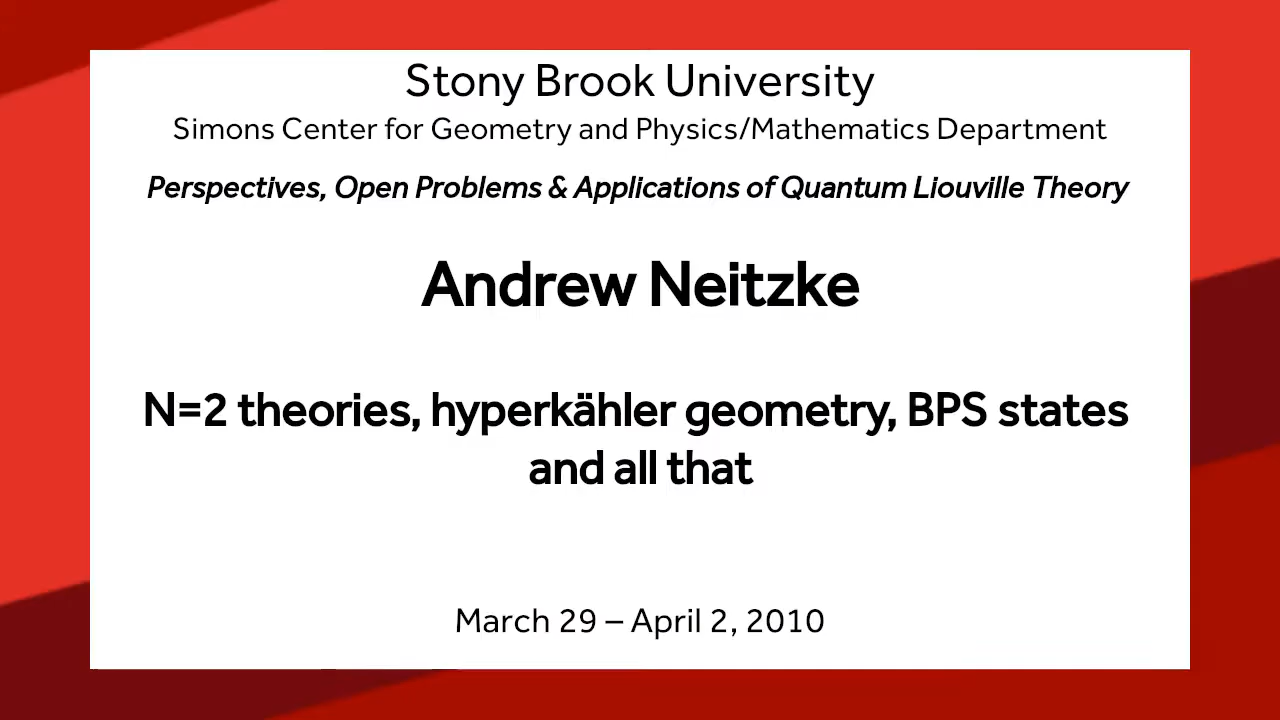 Stony Brook University
Simons Center for Geometry and Physics/Mathematics Department
Perspectives, Open Problems & Applications of Quantum Liouville Theory
Andrew Neitzke
N=2 theories, hyperkähler geometry, BPS states
and all that
March 29 – April 2, 2010